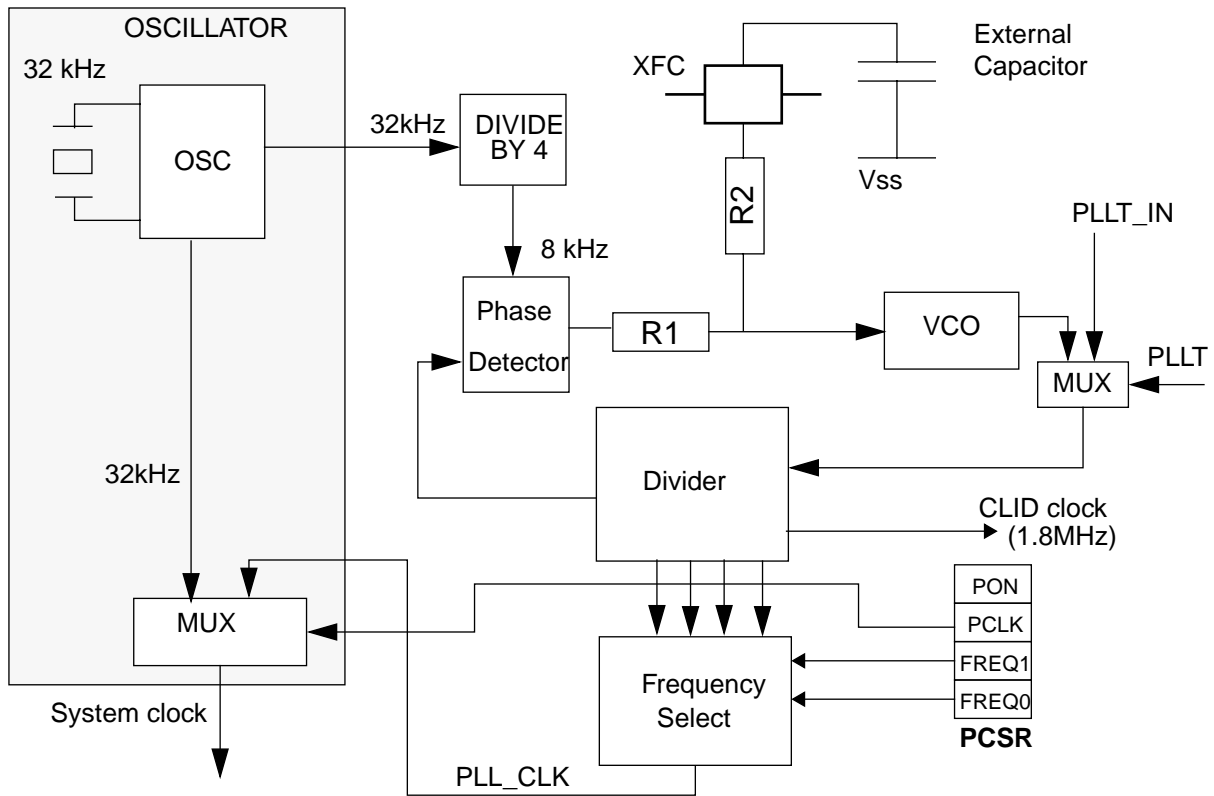 OSCILLATOR
32 kHz
OSC
32kHz
DIVIDE
BY 4
XFC
External
Capacitor
Vss
R2
PLLT_IN
8 kHz
Phase
Detector
R1
VCO
MUX
PLLT
32kHz
Divider
CLID clock
(1.8MHz)
MUX
PON
PCLK
FREQ1
FREQ0
PCSR
Frequency
Select
System clock
PLL_CLK